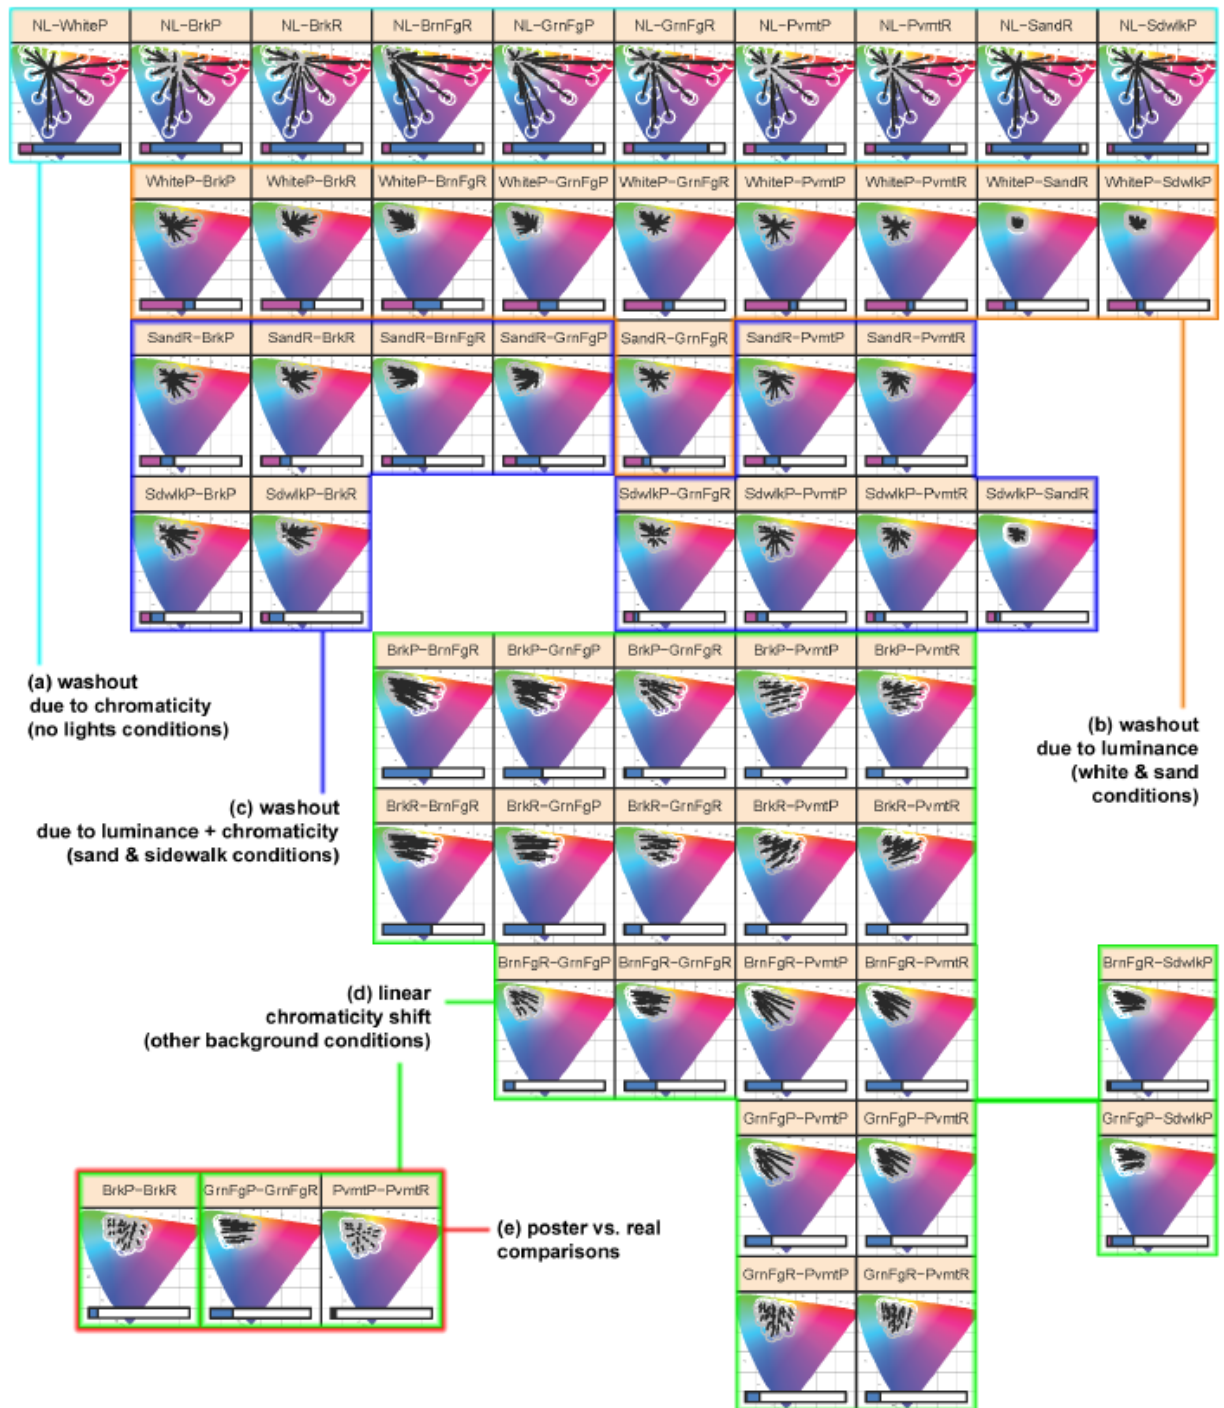 NL-WhiteP NL-BrkP NL-BrkR NL-BrnFgR NL-GrnFgP NL-GrnFgR NL-PvmtP NL-PvmtR NL-SandR NL-SdwlkP
WhiteP-BrkP WhiteP-BrkR WhiteP-BrnFgR WhiteP-GrnFgP WhiteP-GrnFgR WhiteP-PvmtP WhiteP-PvmtR WhiteP-SandR WhiteP-SdwlkP
SandR-BrkP SandR-BrkR SandR-BrnFgR SandR-GrnFgP SandR-GrnFgR SandR-PvmtP SandR-PvmtR
SdwlkP-BrkP SdwlkP-BrkR SdwlkP-GrnFgR SdwlkP-PvmtP SdwlkP-PvmtR SdwlkP-SandR
BrkP-BrnFgR BrkP-GrnFgP BrkP-GrnFgR BrkP-PvmtP BrkP-PvmtR
(a) washout
due to chromaticity
(no lights conditions)
(b) washout
due to luminance
(white & sand
conditions)
BrkR-BrnFgR BrkR-GrnFgP BrkR-GrnFgR BrkR-PvmtP BrkR-PvmtR
(c) washout
due to luminance + chromaticity
(sand & sidewalk conditions)
BrnFgR-GrnFgP BrnFgR-GrnFgR BrnFgR-PvmtP BrnFgR-PvmtR BrnFgR-SdwlkP
(d) linear
chromaticity shift
(other background conditions)
GrnFgP-PvmtP GrnFgP-PvmtR GrnFgP-SdwlkP
BrkP-BrkR GrnFgP-GrnFgR PvmtP-PvmtR
(e) poster vs. real
comparisons
GrnFgR-PvmtP GrnFgR-PvmtR